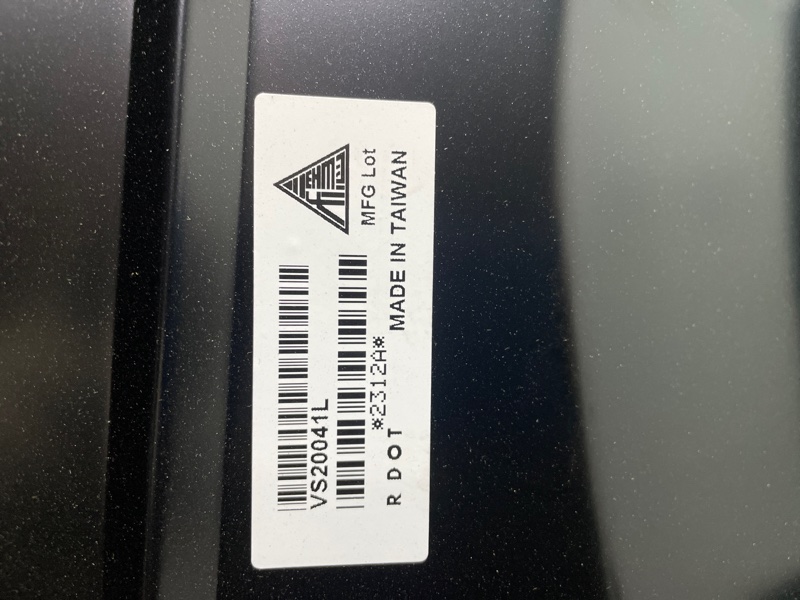 VS20041L
MFG Lot
*2312A*
R DOT MADE IN TAIWAN